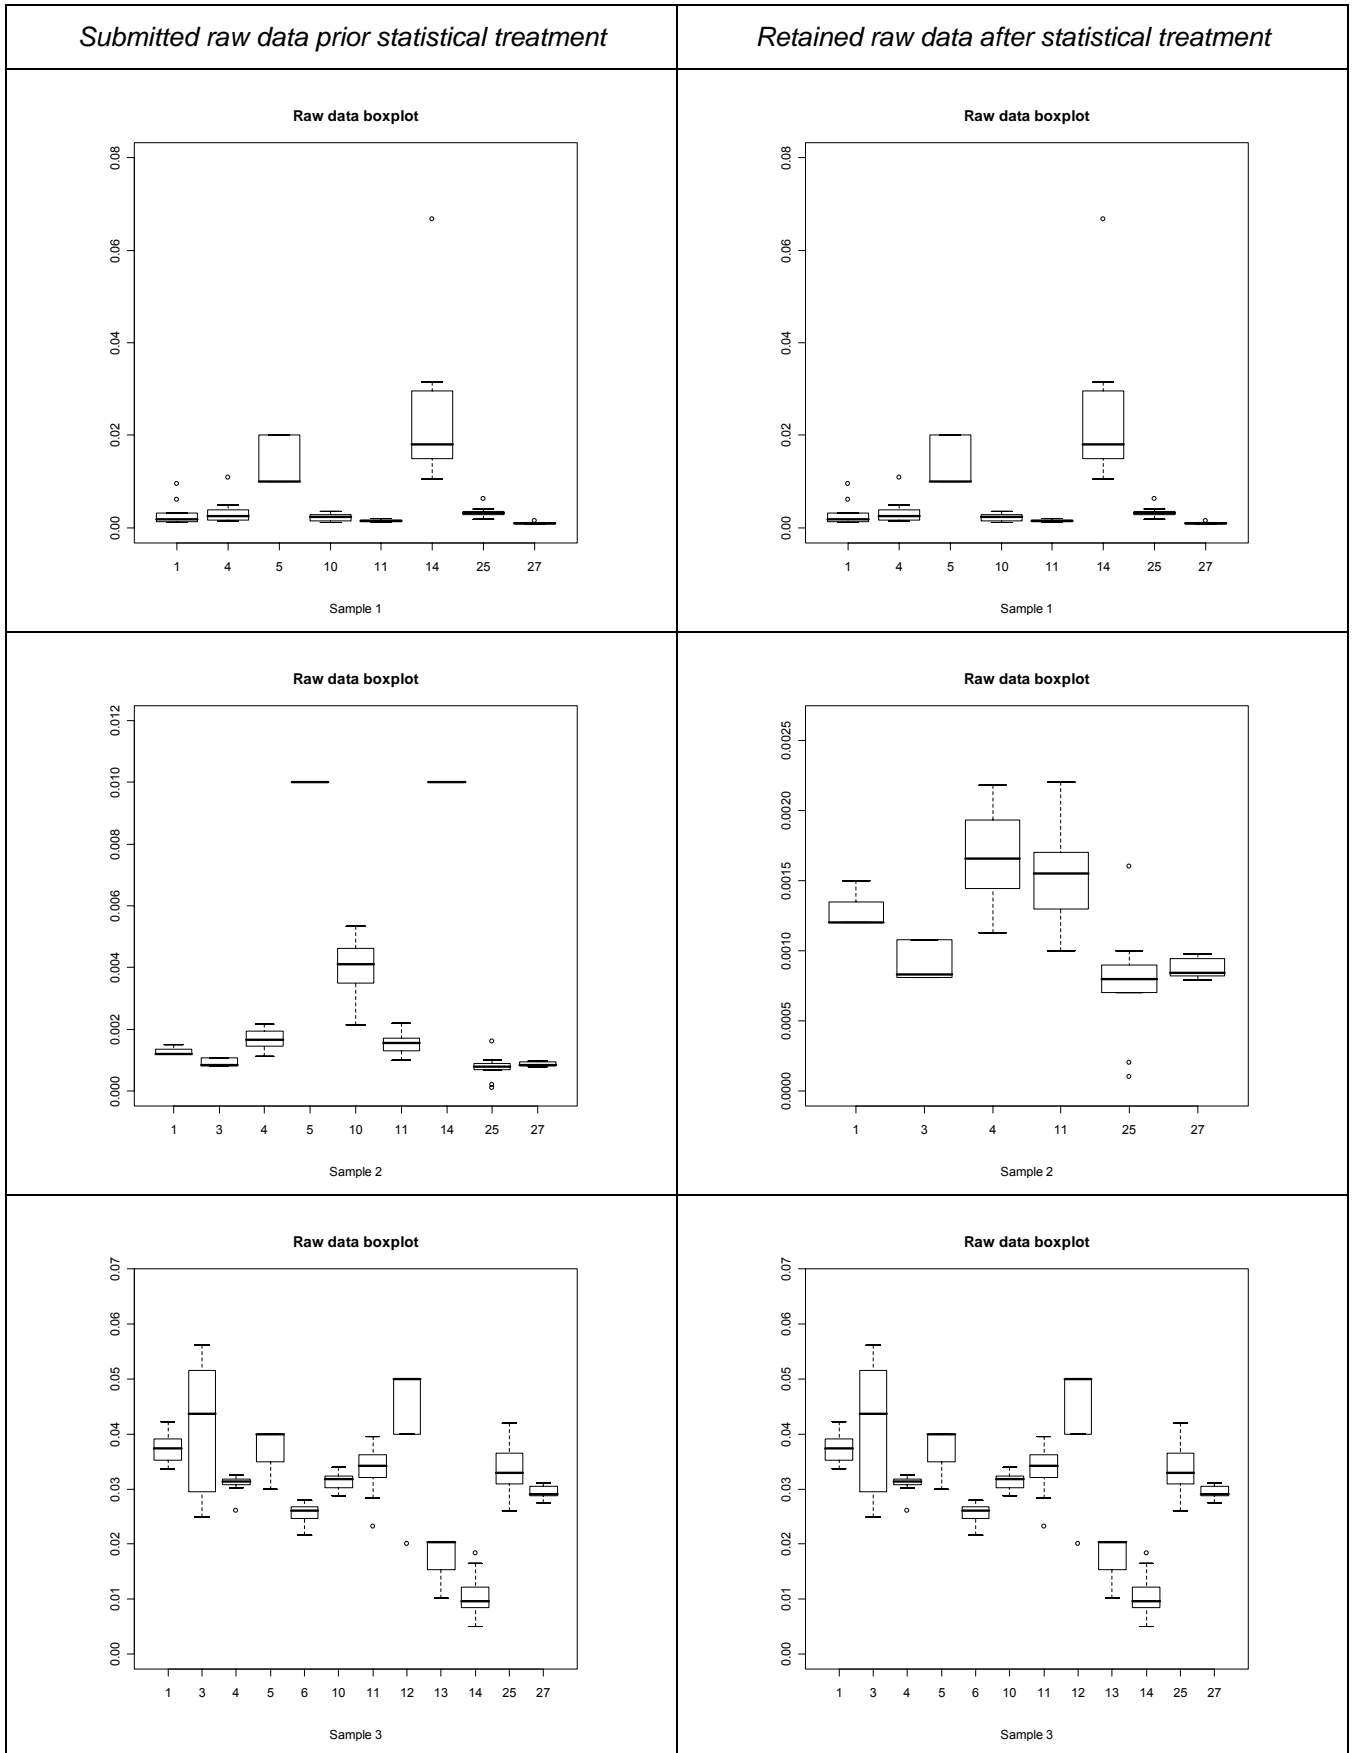 Submitted raw data prior statistical treatment
Retained raw data after statistical treatment
Raw data boxplot
0.08
0.06
0.04
0.02
0.00
1 4 5 10 11 14 25 27
Sample 1
Raw data boxplot
0.08
0.06
0.04
0.02
0.00
1 4 5 10 11 14 25 27
Sample 1
Raw data boxplot
0.012
0.010
0.008
0.006
0.004
0.002
0.000
1 3 4 5 10 11 14 25 27
Sample 2
Raw data boxplot
0.0025
0.0020
0.0015
0.0010
0.0005
0.0000
1 3 4 11 25 27
Sample 2
Raw data boxplot
0.07
0.06
0.05
0.04
0.03
0.02
0.01
0.00
1 3 4 5 6 10 11 12 13 14 25 27
Sample 3
Raw data boxplot
0.07
0.06
0.05
0.04
0.03
0.02
0.01
0.00
1 3 4 5 6 10 11 12 13 14 25 27
Sample 3